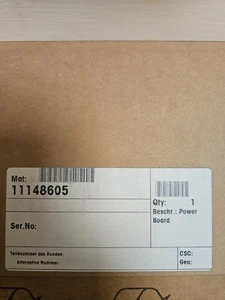 Mat:
11148605
Qty: 1
Beschr.: Power
Board
Ser.No:
Teilenummer des Kunden:
Alternative Nummer:
CSC:
Geo: